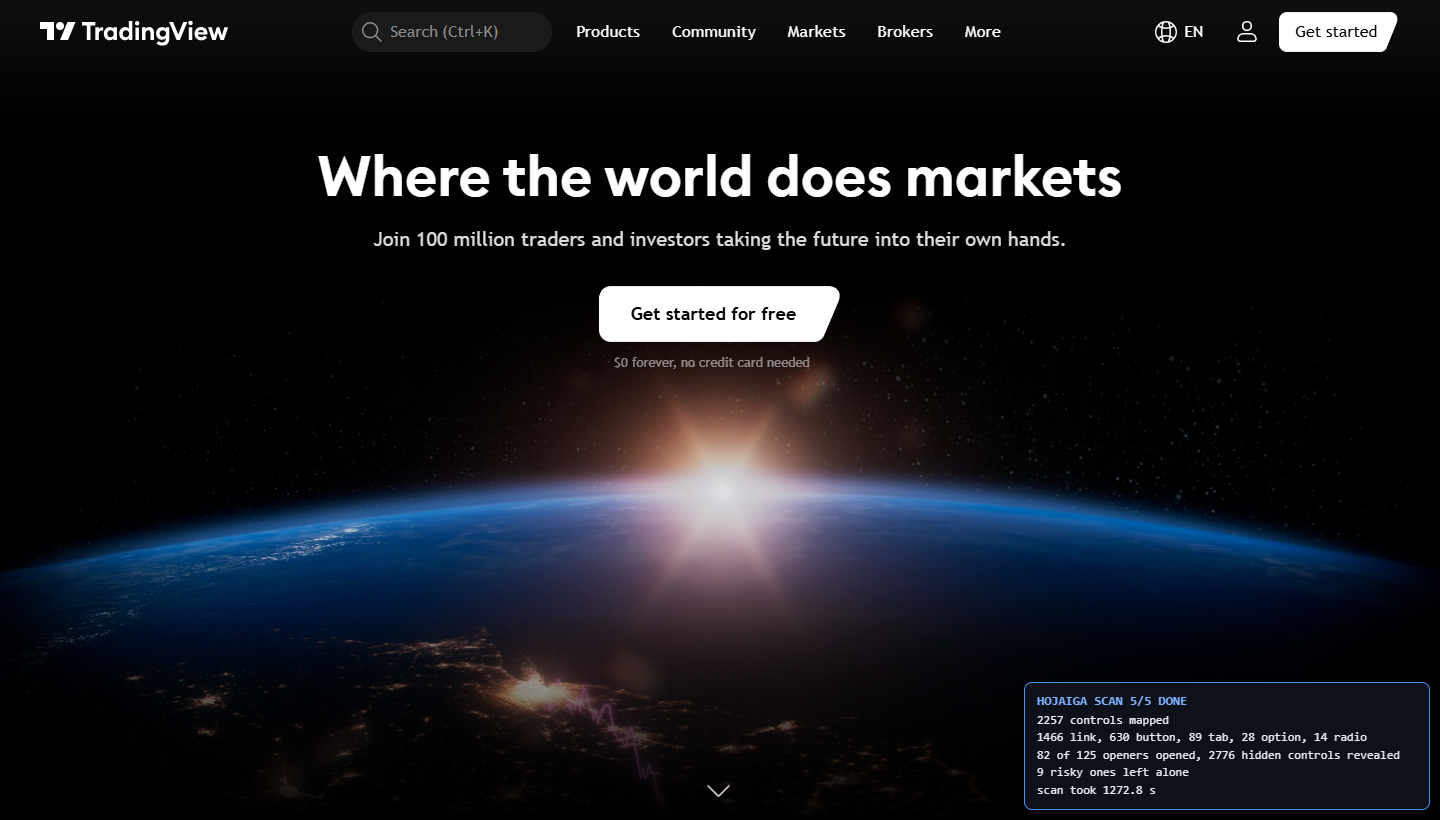 TradingView
Search (Ctrl+K)
Products
Community
Markets
Brokers
More
EN
Get started
Where the world does markets
Join 100 million traders and investors taking the future into their own hands.
Get started for free
$0 forever, no credit card needed
HOJAIGA SCAN 5/5 DONE
2257 controls mapped
1466 link, 630 button, 89 tab, 28 option, 14 radio
82 of 125 openers opened, 2776 hidden controls revealed
9 risky ones left alone
scan took 1272.8 s